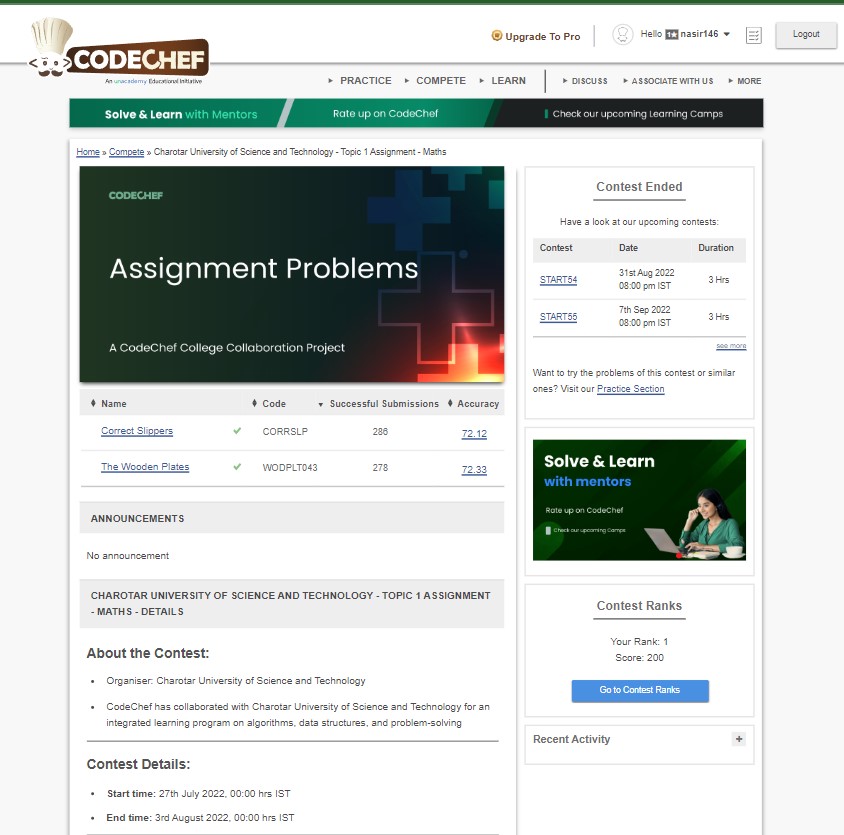 Upgrade To Pro
Hello 1★ nasir146
Logout
CODECHEF
An unacademy Educational Initiative
PRACTICE COMPETE LEARN DISCUSS ASSOCIATE WITH US MORE
Solve & Learn with Mentors
Rate up on CodeChef
Check our upcoming Learning Camps
Home » Compete » Charotar University of Science and Technology - Topic 1 Assignment - Maths
CODECHEF
Assignment Problems
A CodeChef College Collaboration Project
Name Code Successful Submissions Accuracy
Correct Slippers CORRSLP 286 72.12
The Wooden Plates WODPLT043 278 72.33
ANNOUNCEMENTS
No announcement
CHAROTAR UNIVERSITY OF SCIENCE AND TECHNOLOGY - TOPIC 1 ASSIGNMENT
- MATHS - DETAILS
About the Contest:
Organiser: Charotar University of Science and Technology
CodeChef has collaborated with Charotar University of Science and Technology for an
integrated learning program on algorithms, data structures, and problem-solving
Contest Details:
Start time: 27th July 2022, 00:00 hrs IST
End time: 3rd August 2022, 00:00 hrs IST
Contest Ended
Have a look at our upcoming contests:
Contest Date Duration
START54 31st Aug 2022 08:00 pm IST 3 Hrs
START55 7th Sep 2022 08:00 pm IST 3 Hrs
see more
Want to try the problems of this contest or similar
ones? Visit our Practice Section
Solve & Learn
with mentors
Rate up on CodeChef
Check our upcoming Camps
Contest Ranks
Your Rank: 1
Score: 200
Go to Contest Ranks
Recent Activity +